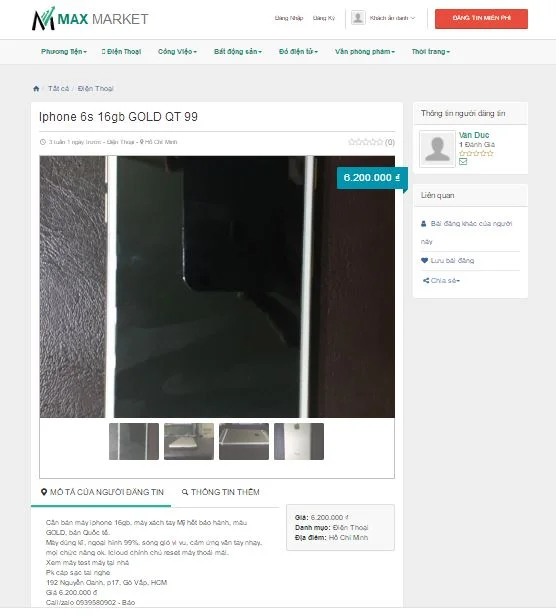 MAX MARKET
Đăng Nhập Đăng Ký Khách ẩn danh ĐĂNG TIN MIỄN PHÍ
Phương Tiện Điện Thoại Công Việc Bất động sản Đồ điện tử Văn phòng phẩm Thời trang
/ Tất cả / Điện Thoại
Iphone 6s 16gb GOLD QT 99
3 tuần 1 ngày trước - Điện Thoại - Hồ Chí Minh (0)
6.200.000 ₫
Thông tin người đăng tin
Van Duc
1 Đánh Giá
Liên quan
Bài đăng khác của người
này
Lưu bài đăng
Chia sẻ
MÔ TẢ CỦA NGƯỜI ĐĂNG TIN THÔNG TIN THÊM
Cần bán máy iphone 16gb, máy xách tay Mỹ hết bảo hành, màu
GOLD, bản Quốc tế.
Máy dùng kĩ, ngoại hình 99%, sóng gió vi vu, cảm ứng vân tay nhạy,
mọi chức năng ok. Icloud chính chủ reset máy thoải mái.
Xem máy test máy tại nhà
Pk cáp sạc tai nghe
192 Nguyễn Oanh, p17, Gò Vấp, HCM
Giá 6.200.000 đ
Call/zalo 0939580902 - Bảo
Giá: 6.200.000 ₫
Danh mục: Điện Thoại
Địa điểm: Hồ Chí Minh